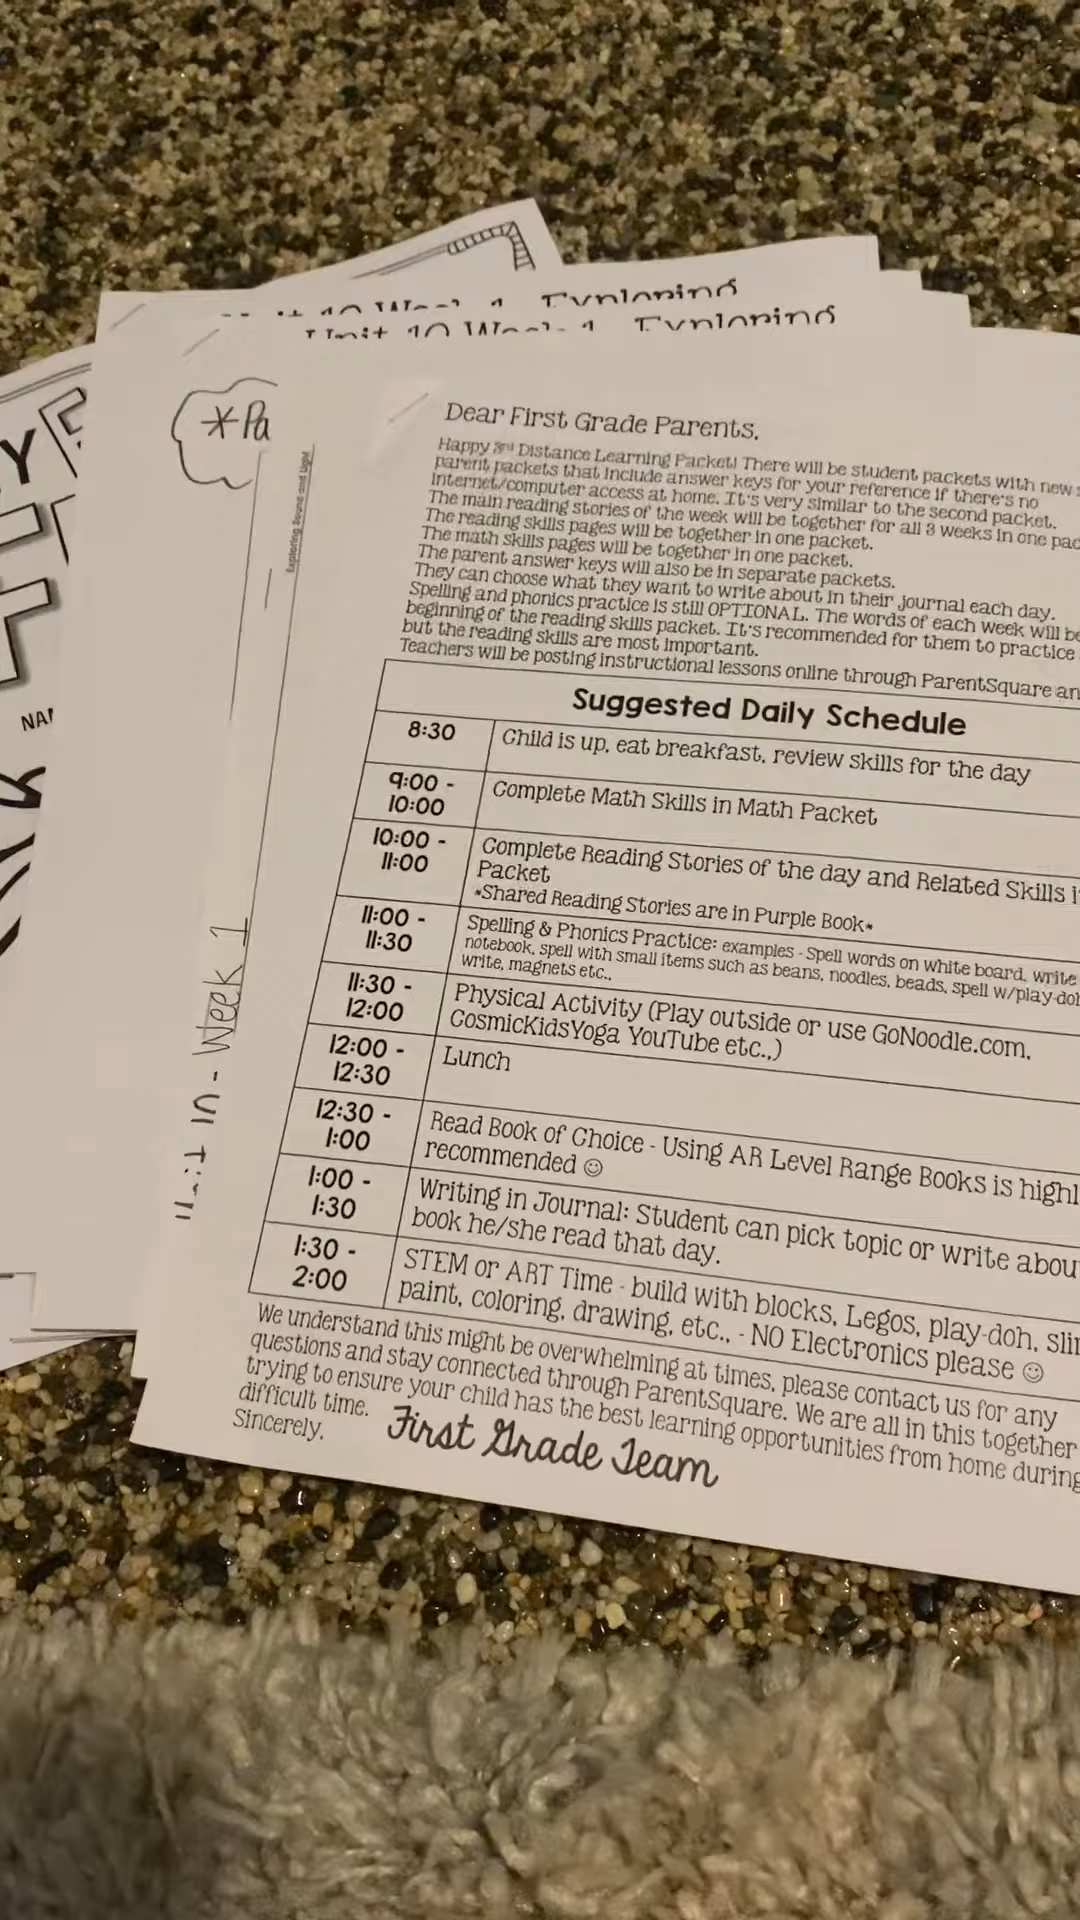 Dear First Grade Parents,
Happy 3rd Distance Learning Packet! There will be student packets with new
parent packets that include answer keys for your reference if there's no
internet/computer access at home. It's very similar to the second packet.
The main reading stories of the week will be together for all 3 weeks in one
The reading skills pages will be together in one packet.
The math skills pages will be together in one packet.
The parent answer keys will also be in separate packets.
They can choose what they want to write about in their journal each day.
Spelling and phonics practice is still OPTIONAL. The words of each week will
beginning of the reading skills packet. It's recommended for them to practice
but the reading skills are most important.
Teachers will be posting instructional lessons online through ParentSquare
Suggested Daily Schedule
8:30 Child is up, eat breakfast, review skills for the day
9:00 - 10:00 Complete Math Skills in Math Packet
10:00 - 11:00 Complete Reading Stories of the day and Related Skills
Packet
*Shared Reading Stories are in Purple Book*
11:00 - 11:30 Spelling & Phonics Practice: examples - Spell words on white board, write
notebook, spell with small items such as beans, noodles, beads, spell w/play-doh
write, magnets etc.,
11:30 - 12:00 Physical Activity (Play outside or use GoNoodle.com,
CosmicKidsYoga YouTube etc.,)
12:00 - 12:30 Lunch
12:30 - 1:00 Read Book of Choice - Using AR Level Range Books is
recommended ☺
1:00 - 1:30 Writing in Journal: Student can pick topic or write
book he/she read that day.
1:30 - 2:00 STEM or ART Time - build with blocks, Legos, play-doh,
paint, coloring, drawing, etc., - NO Electronics please ☺
We understand this might be overwhelming at times, please contact us for any
questions and stay connected through ParentSquare. We are all in this together
trying to ensure your child has the best learning opportunities from home during
difficult time.
Sincerely,
First Grade Team
Exploring Sound and Light
Unit 10 - Week 1
Unit 10 Week 1 Exploring